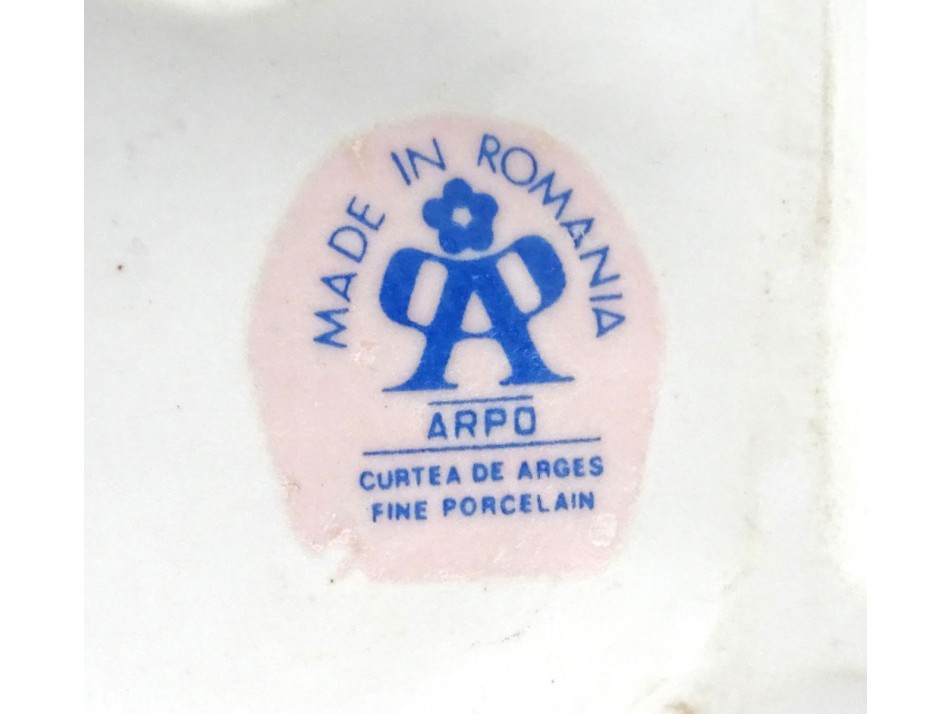 MADE IN ROMANIA
ARPO
CURTEA DE ARGES
FINE PORCELAIN